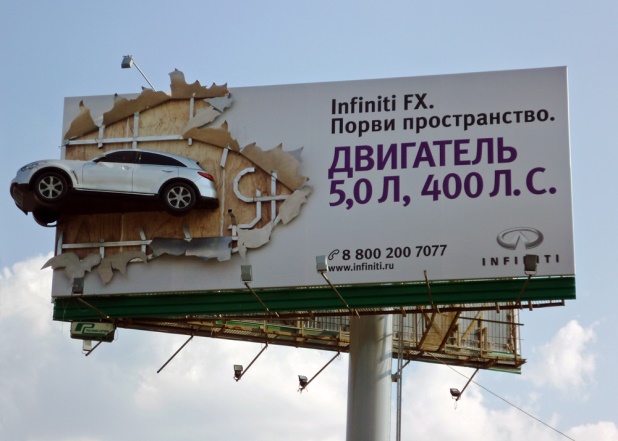 Infiniti FX.
Порви пространство.
ДВИГАТЕЛЬ
5,0 Л, 400 Л.С.
8 800 200 7077
www.infiniti.ru
INFINITI